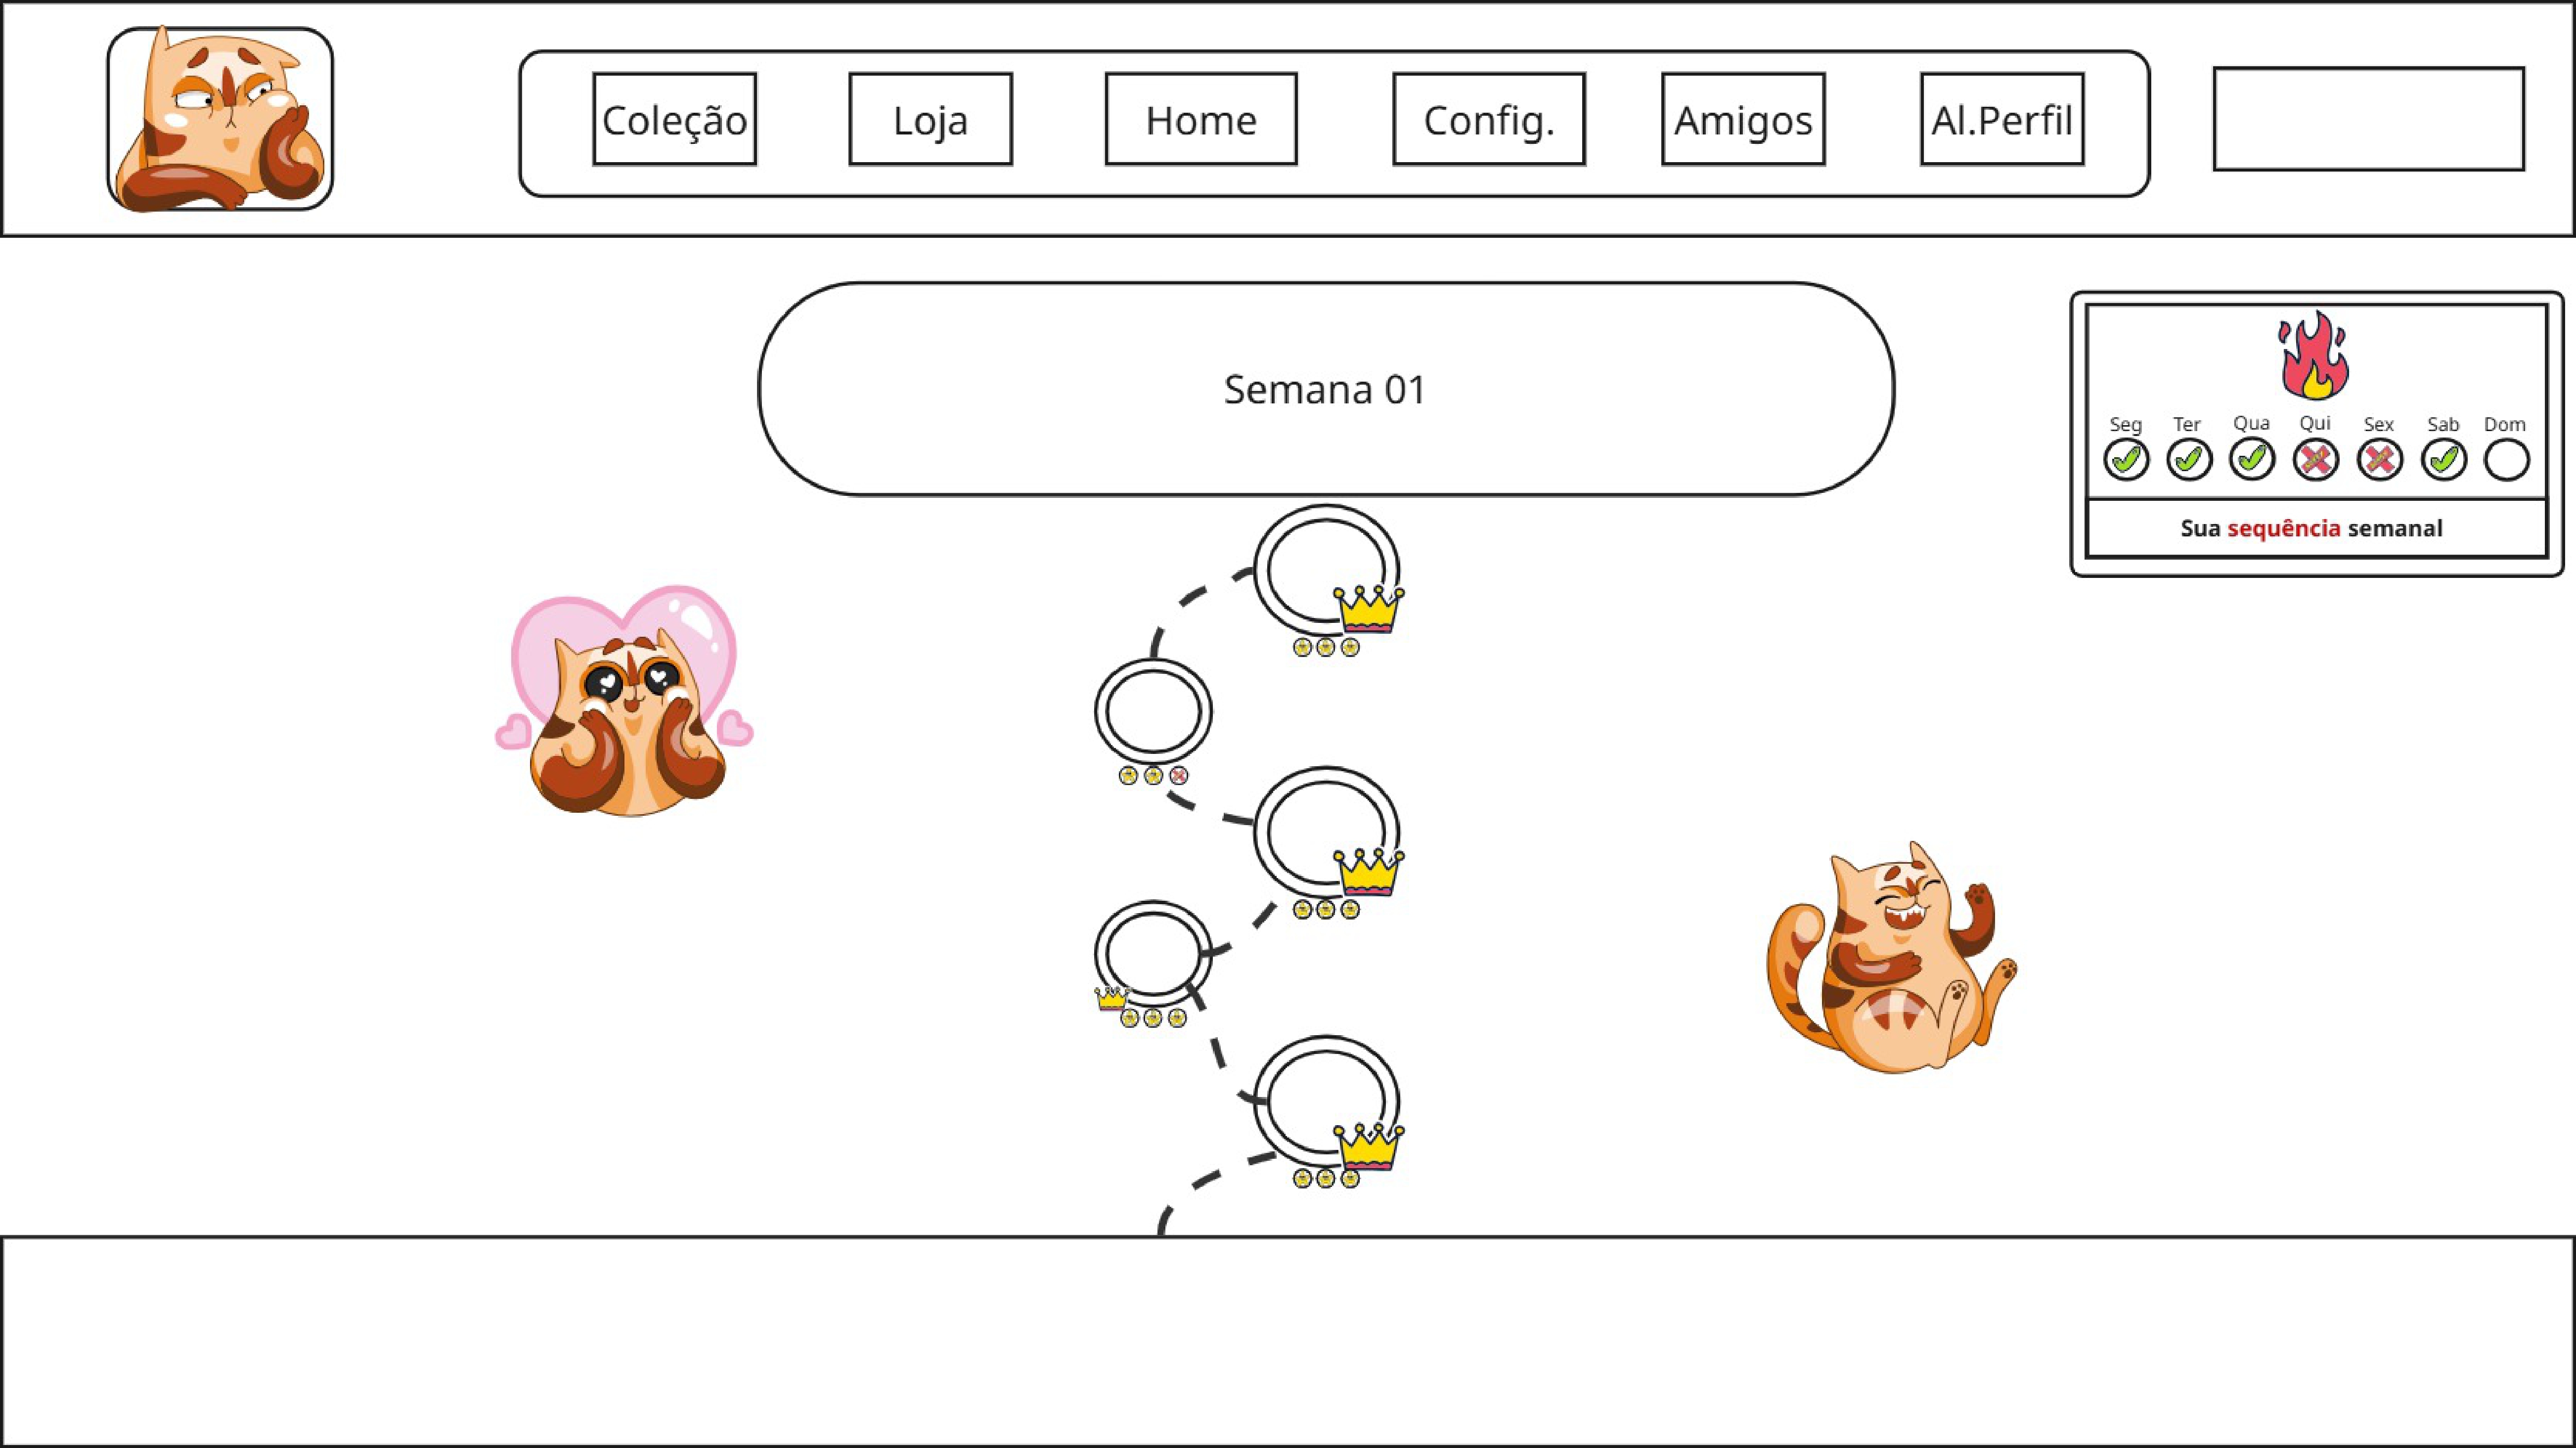 Coleção Loja Home Config. Amigos Al.Perfil
Semana 01
Seg Ter Qua Qui Sex Sab Dom
Sua sequência semanal